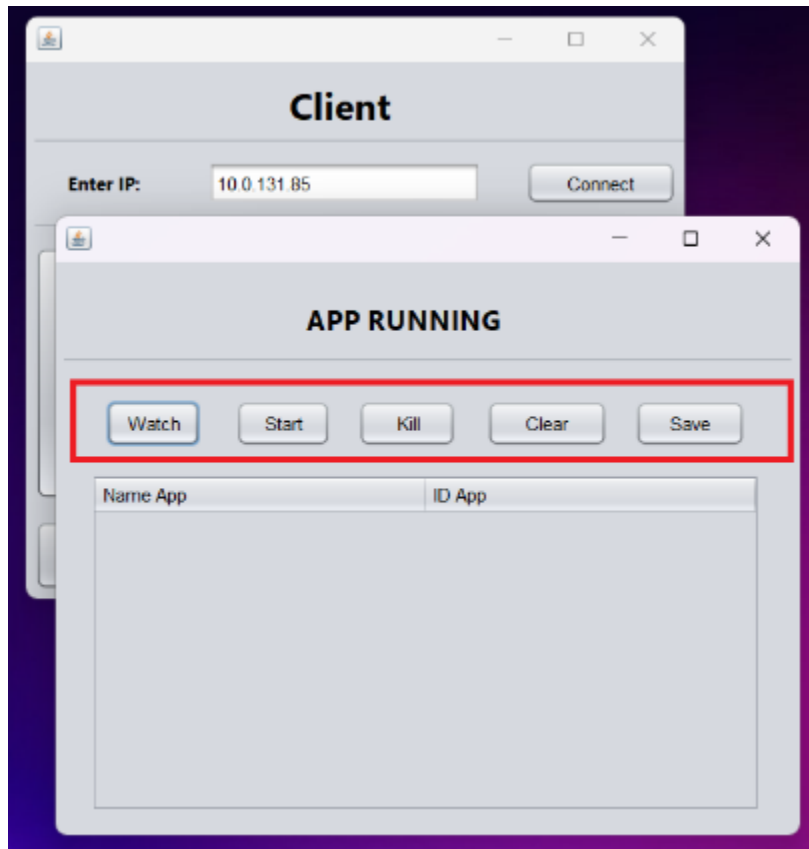 Client
Enter IP: 10.0.131.85 Connect
APP RUNNING
Watch Start Kill Clear Save
Name App ID App